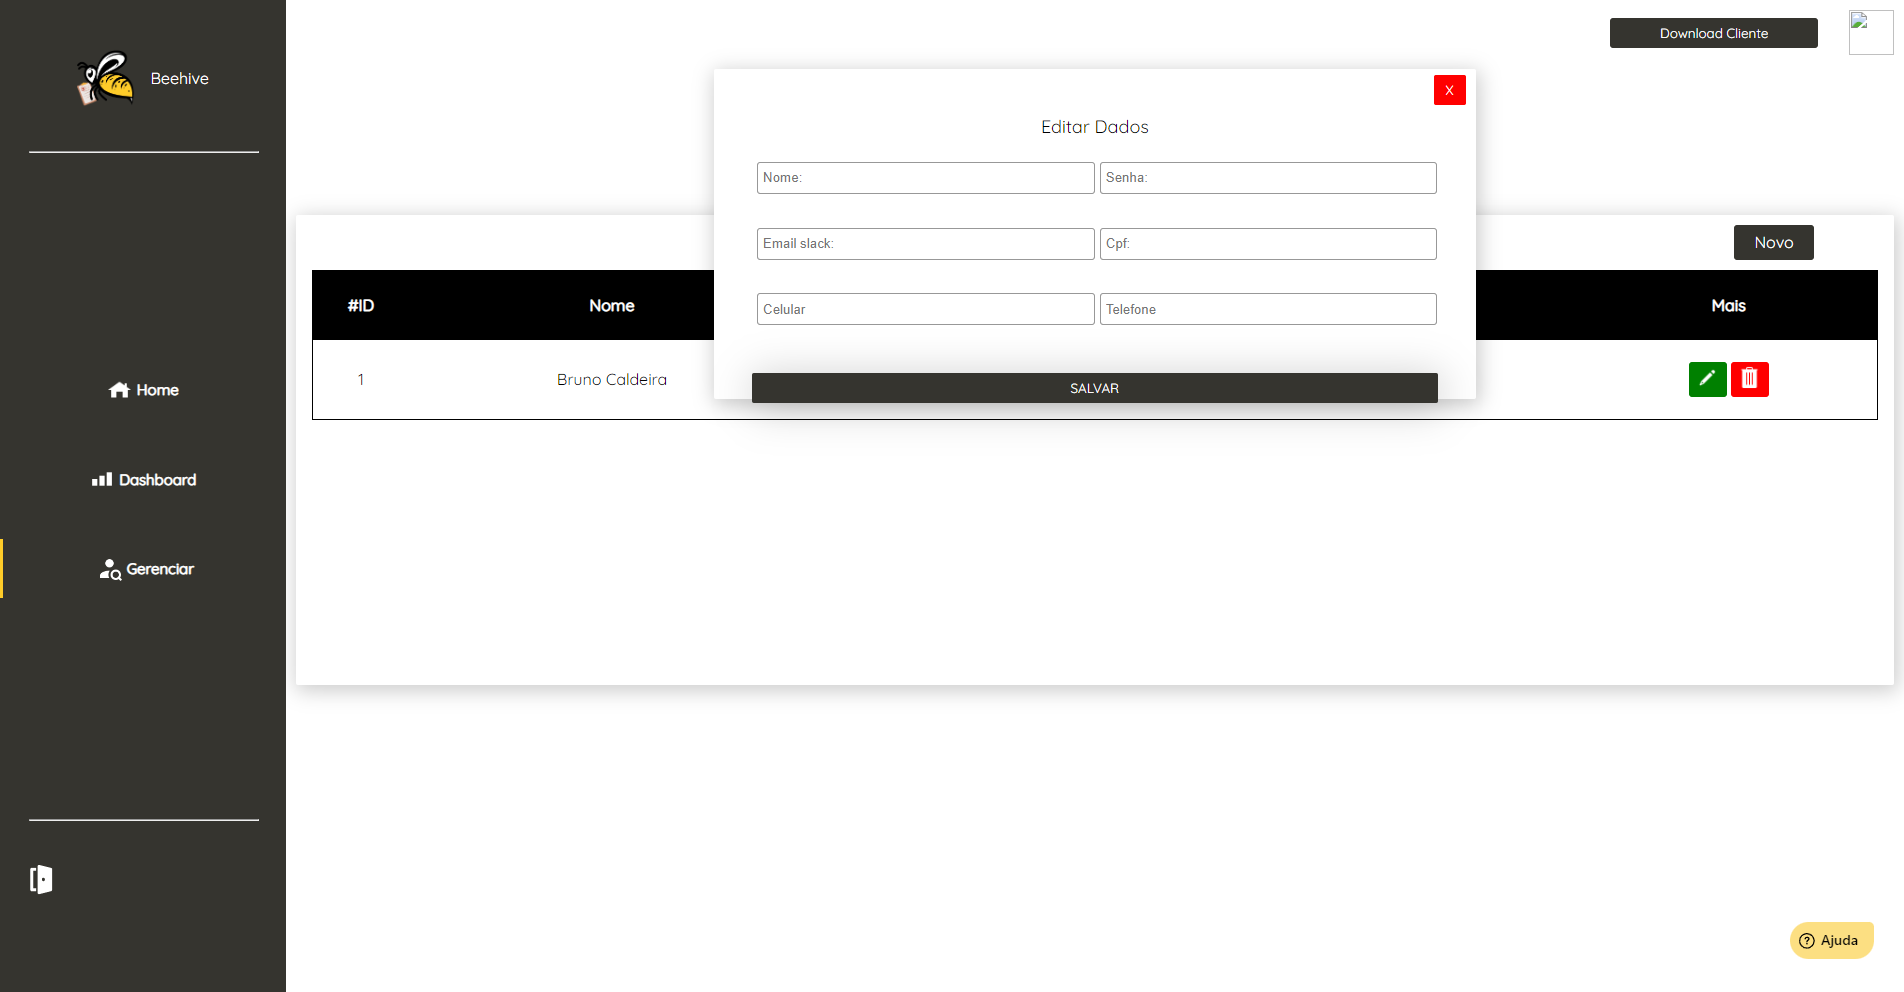 Beehive
Home
Dashboard
Gerenciar
Download Cliente
X
Editar Dados
Nome: Senha:
Email slack: Cpf:
Celular Telefone
SALVAR
Novo
#ID Nome Mais
1 Bruno Caldeira
Ajuda